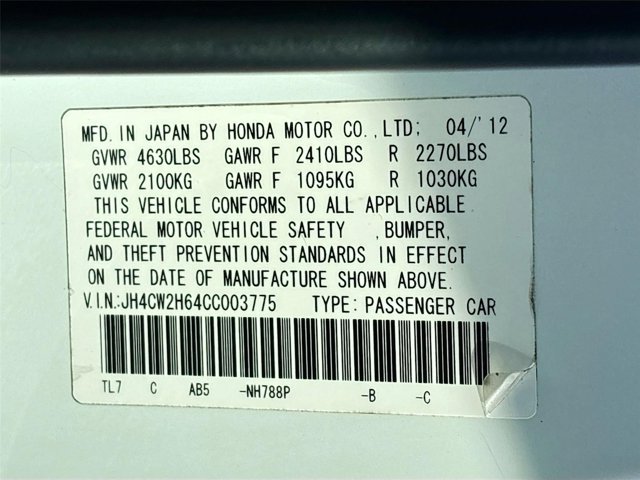 MFD. IN JAPAN BY HONDA MOTOR CO., LTD; 04/'12
GVWR 4630LBS GAWR F 2410LBS R 2270LBS
GVWR 2100KG GAWR F 1095KG R 1030KG
THIS VEHICLE CONFORMS TO ALL APPLICABLE
FEDERAL MOTOR VEHICLE SAFETY ,BUMPER,
AND THEFT PREVENTION STANDARDS IN EFFECT
ON THE DATE OF MANUFACTURE SHOWN ABOVE.
V.I.N.:JH4CW2H64CC003775 TYPE: PASSENGER CAR
TL7 C AB5 -NH788P -B -C